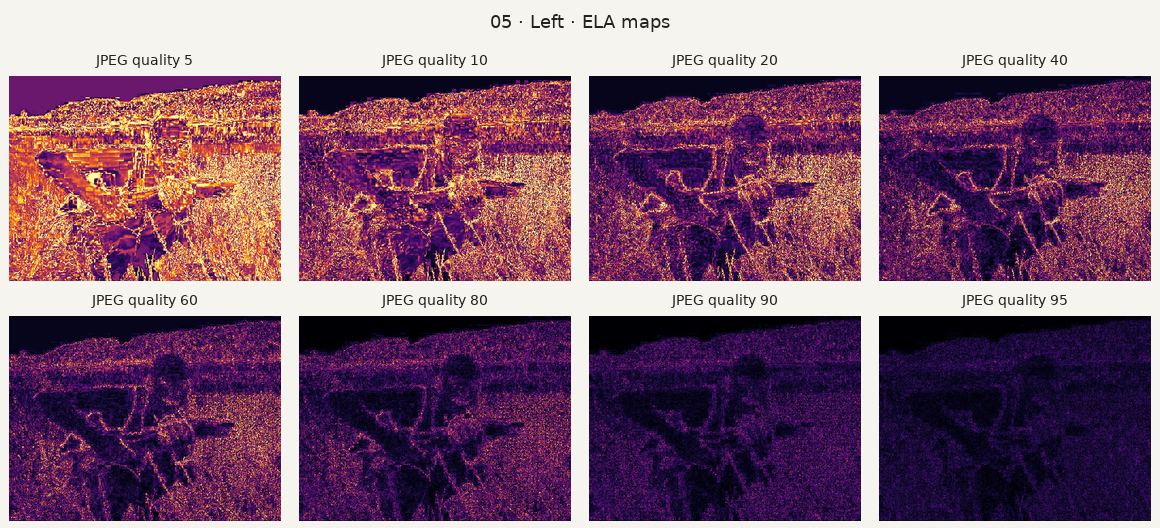 05 · Left · ELA maps
JPEG quality 5
JPEG quality 10
JPEG quality 20
JPEG quality 40
JPEG quality 60
JPEG quality 80
JPEG quality 90
JPEG quality 95